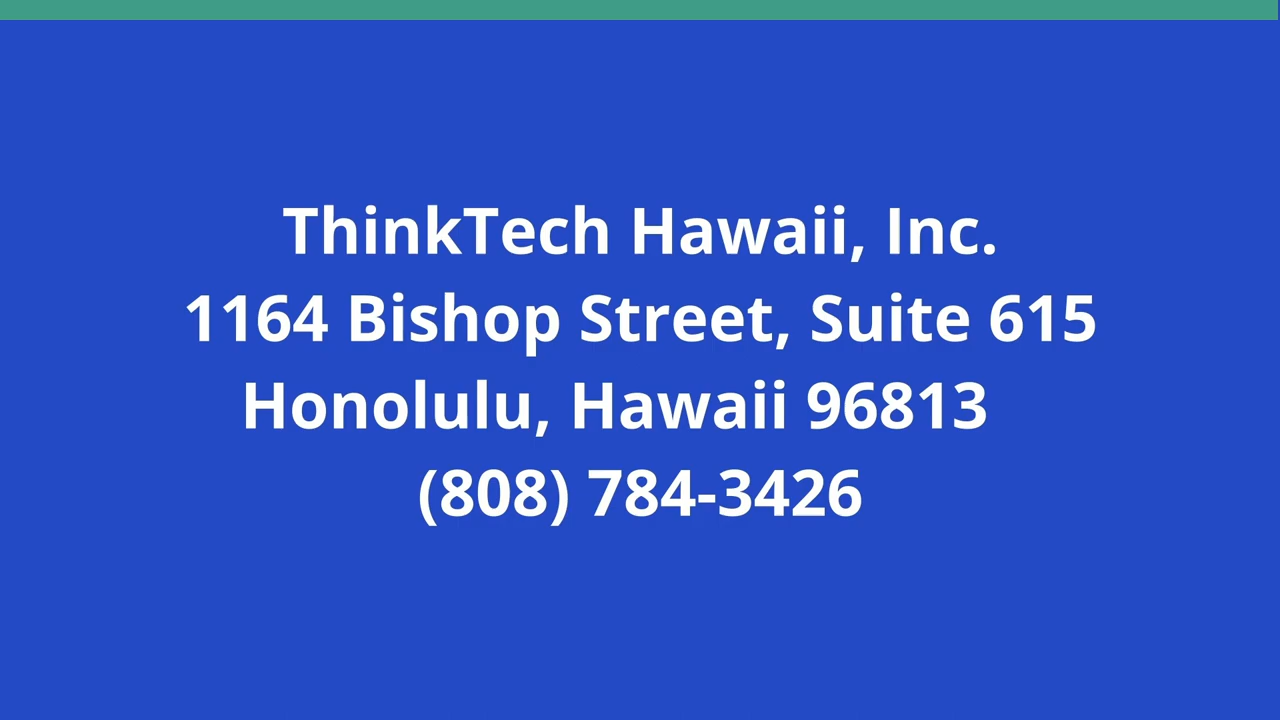 ThinkTech Hawaii, Inc.
1164 Bishop Street, Suite 615
Honolulu, Hawaii 96813
(808) 784-3426